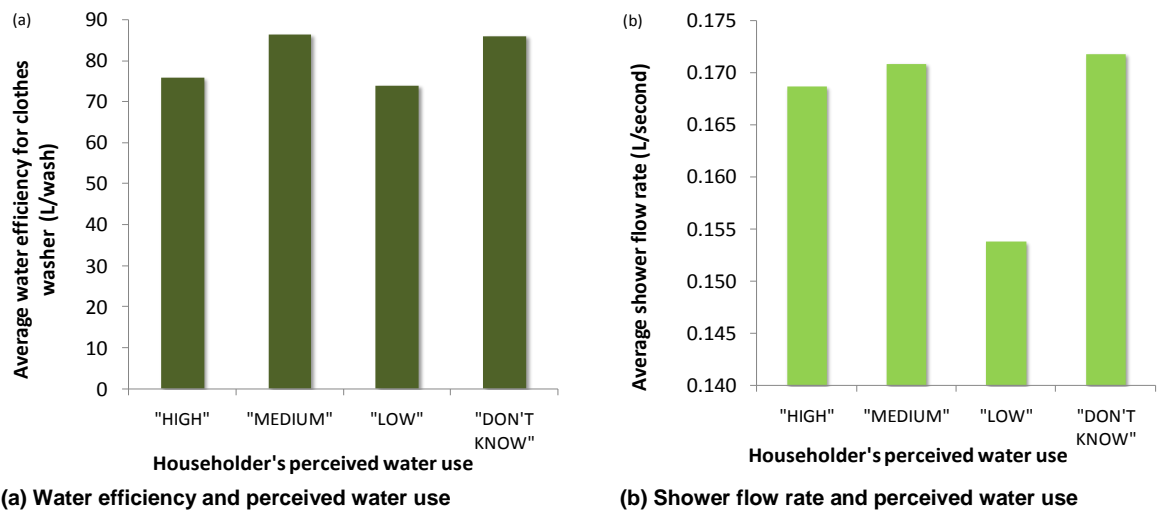 (a)
90
80
70
60
50
40
30
20
10
0
Average water efficiency for clothes
washer (L/wash)
"HIGH" "MEDIUM" "LOW" "DON'T
KNOW"
Householder's perceived water use
(a) Water efficiency and perceived water use
(b)
0.175
0.170
0.165
0.160
0.155
0.150
0.145
0.140
Average shower flow rate (L/second)
"HIGH" "MEDIUM" "LOW" "DON'T
KNOW"
Householder's perceived water use
(b) Shower flow rate and perceived water use